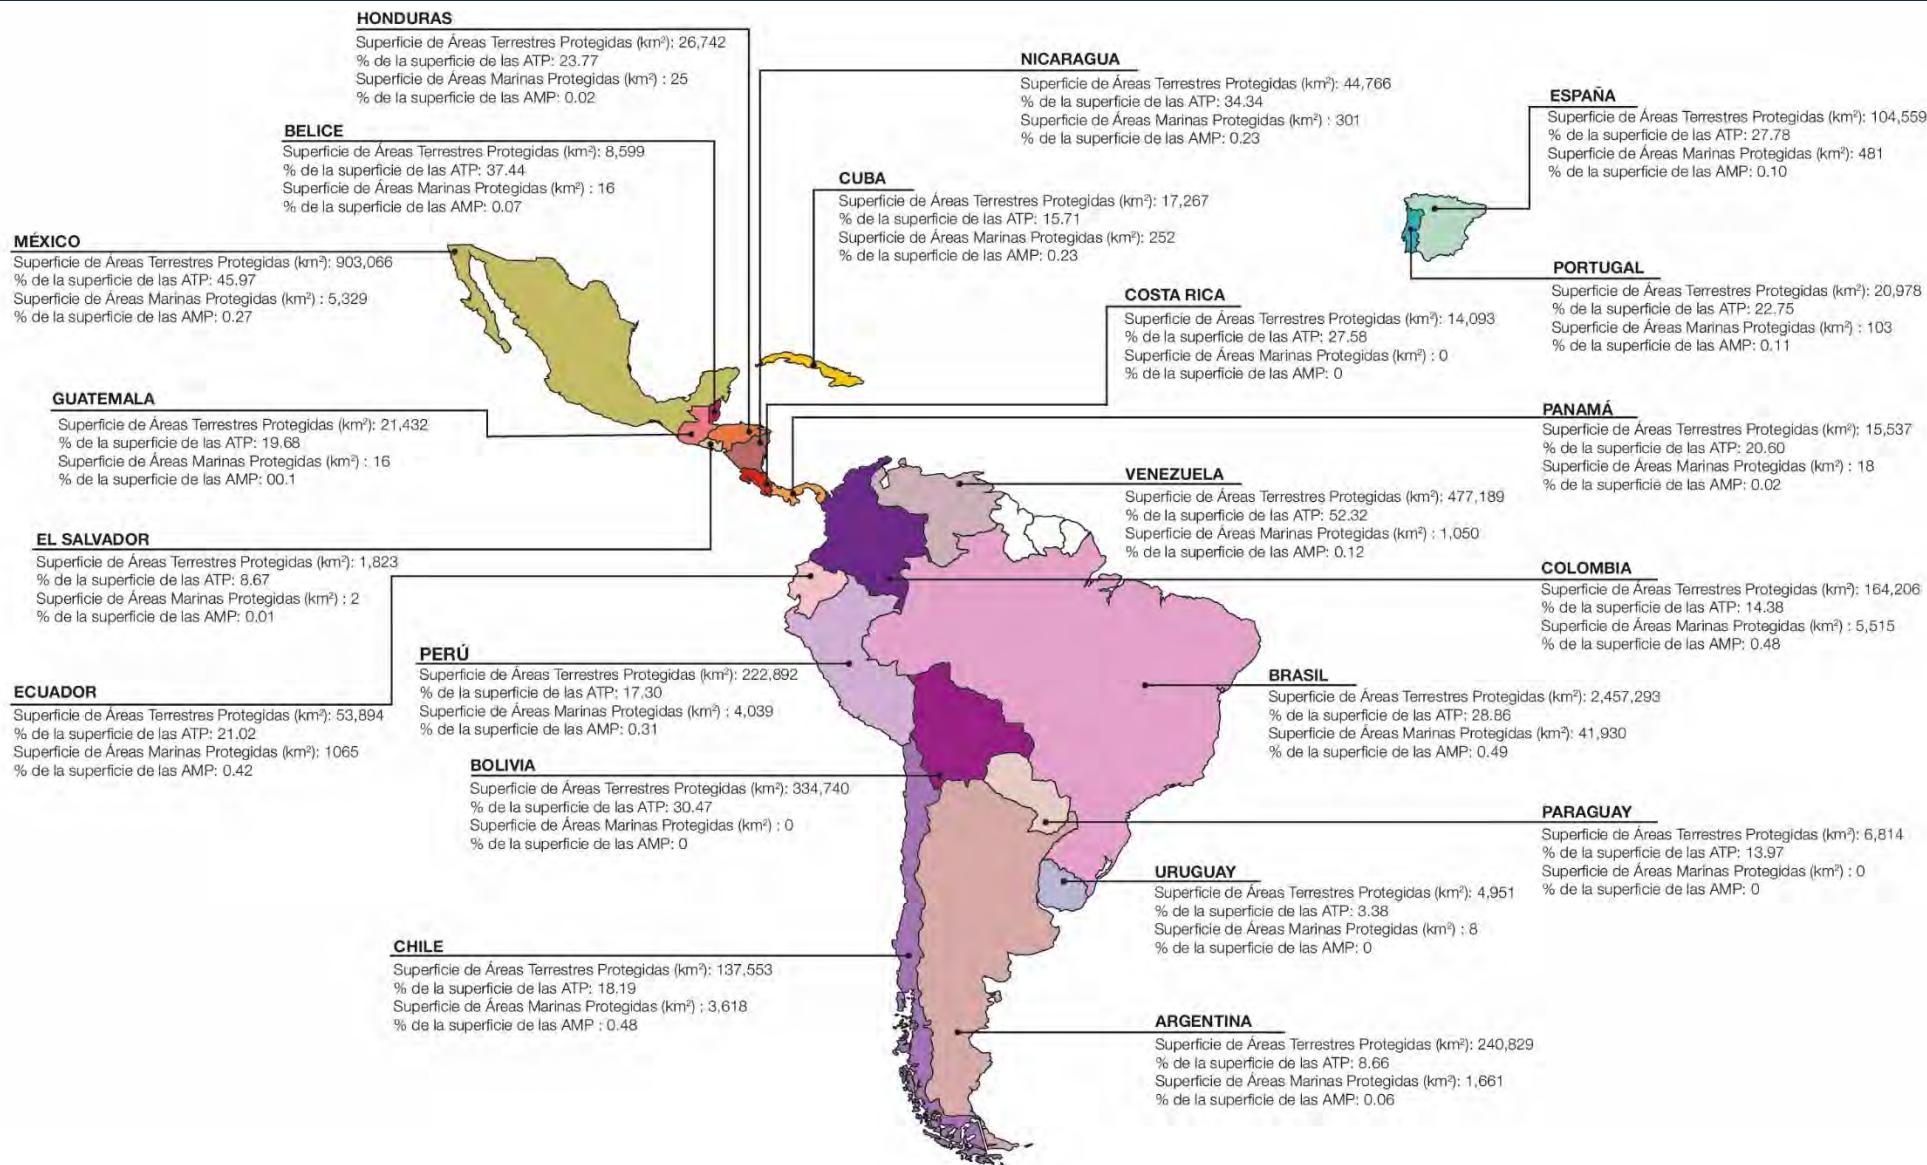 HONDURAS
Superficie de Áreas Terrestres Protegidas (km²): 26,742
% de la superficie de las ATP: 23.77
Superficie de Áreas Marinas Protegidas (km²) : 25
% de la superficie de las AMP: 0.02
NICARAGUA
Superficie de Áreas Terrestres Protegidas (km²): 44,766
% de la superficie de las ATP: 34.34
Superficie de Áreas Marinas Protegidas (km²) : 301
% de la superficie de las AMP: 0.23
ESPAÑA
Superficie de Áreas Terrestres Protegidas (km²): 104,559
% de la superficie de las ATP: 27.78
Superficie de Áreas Marinas Protegidas (km²) : 481
% de la superficie de las AMP: 0.10
BELICE
Superficie de Áreas Terrestres Protegidas (km²): 8,599
% de la superficie de las ATP: 37.44
Superficie de Áreas Marinas Protegidas (km²) : 16
% de la superficie de las AMP: 0.07
CUBA
Superficie de Áreas Terrestres Protegidas (km²): 17,267
% de la superficie de las ATP: 15.71
Superficie de Áreas Marinas Protegidas (km²) : 252
% de la superficie de las AMP: 0.23
MÉXICO
Superficie de Áreas Terrestres Protegidas (km²): 903,066
% de la superficie de las ATP: 45.97
Superficie de Áreas Marinas Protegidas (km²) : 5,329
% de la superficie de las AMP: 0.27
PORTUGAL
Superficie de Áreas Terrestres Protegidas (km²): 20,978
% de la superficie de las ATP: 22.75
Superficie de Áreas Marinas Protegidas (km²) : 103
% de la superficie de las AMP: 0.11
COSTA RICA
Superficie de Áreas Terrestres Protegidas (km²): 14,093
% de la superficie de las ATP: 27.58
Superficie de Áreas Marinas Protegidas (km²) : 0
% de la superficie de las AMP: 0
GUATEMALA
Superficie de Áreas Terrestres Protegidas (km²): 21,432
% de la superficie de las ATP: 19.68
Superficie de Áreas Marinas Protegidas (km²) : 16
% de la superficie de las AMP: 00.1
PANAMÁ
Superficie de Áreas Terrestres Protegidas (km²): 15,537
% de la superficie de las ATP: 20.60
Superficie de Áreas Marinas Protegidas (km²) : 18
% de la superficie de las AMP: 0.02
VENEZUELA
Superficie de Áreas Terrestres Protegidas (km²): 477,189
% de la superficie de las ATP: 52.32
Superficie de Áreas Marinas Protegidas (km²) : 1,050
% de la superficie de las AMP: 0.12
EL SALVADOR
Superficie de Áreas Terrestres Protegidas (km²): 1,823
% de la superficie de las ATP: 8.67
Superficie de Áreas Marinas Protegidas (km²) : 2
% de la superficie de las AMP: 0.01
COLOMBIA
Superficie de Áreas Terrestres Protegidas (km²): 164,206
% de la superficie de las ATP: 14.38
Superficie de Áreas Marinas Protegidas (km²) : 5,515
% de la superficie de las AMP: 0.48
PERÚ
Superficie de Áreas Terrestres Protegidas (km²): 222,892
% de la superficie de las ATP: 17.30
Superficie de Áreas Marinas Protegidas (km²) : 4,039
% de la superficie de las AMP: 0.31
BRASIL
Superficie de Áreas Terrestres Protegidas (km²): 2,457,293
% de la superficie de las ATP: 28.86
Superficie de Áreas Marinas Protegidas (km²): 41,930
% de la superficie de las AMP: 0.49
ECUADOR
Superficie de Áreas Terrestres Protegidas (km²): 53,894
% de la superficie de las ATP: 21.02
Superficie de Áreas Marinas Protegidas (km²): 1065
% de la superficie de las AMP: 0.42
BOLIVIA
Superficie de Áreas Terrestres Protegidas (km²): 334,740
% de la superficie de las ATP: 30.47
Superficie de Áreas Marinas Protegidas (km²) : 0
% de la superficie de las AMP: 0
PARAGUAY
Superficie de Áreas Terrestres Protegidas (km²): 6,814
% de la superficie de las ATP: 13.97
Superficie de Áreas Marinas Protegidas (km²) : 0
% de la superficie de las AMP: 0
URUGUAY
Superficie de Áreas Terrestres Protegidas (km²): 4,951
% de la superficie de las ATP: 3.38
Superficie de Áreas Marinas Protegidas (km²) : 8
% de la superficie de las AMP: 0
CHILE
Superficie de Áreas Terrestres Protegidas (km²): 137,553
% de la superficie de las ATP: 18.19
Superficie de Áreas Marinas Protegidas (km²) : 3,618
% de la superficie de las AMP : 0.48
ARGENTINA
Superficie de Áreas Terrestres Protegidas (km²): 240,829
% de la superficie de las ATP: 8.66
Superficie de Áreas Marinas Protegidas (km²): 1,661
% de la superficie de las AMP: 0.06